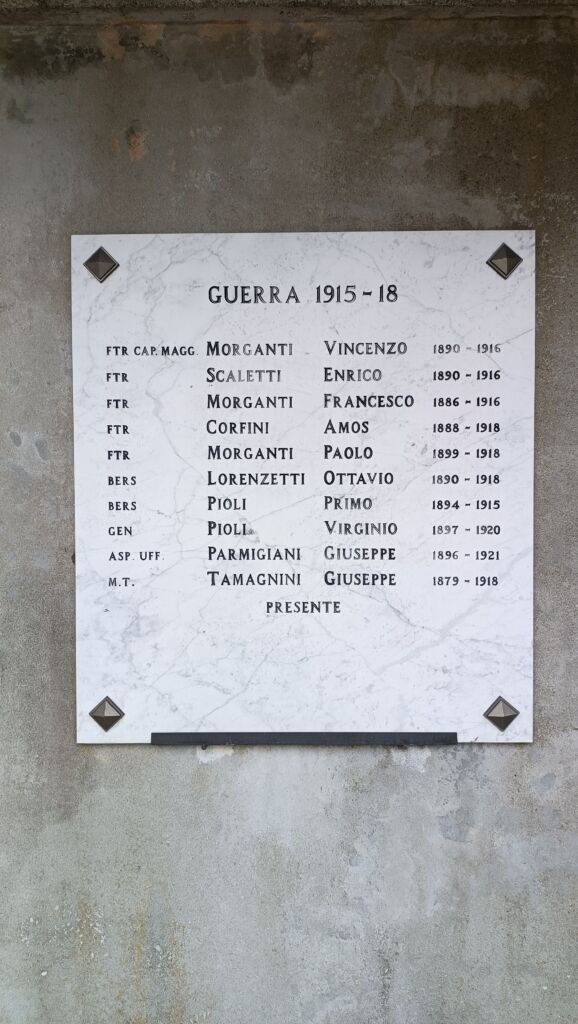 GUERRA 1915-18
FTR CAP. MAGG. MORGANTI VINCENZO 1890-1916
FTR SCALETTI ENRICO 1890-1916
FTR MORGANTI FRANCESCO 1886-1916
FTR CORFINI AMOS 1888-1918
FTR MORGANTI PAOLO 1899-1918
BERS LORENZETTI OTTAVIO 1890-1918
BERS PIOLI PRIMO 1894-1915
GEN PIOLI VIRGINIO 1897-1920
ASP. UFF. PARMIGIANI GIUSEPPE 1896-1921
M.T. TAMAGNINI GIUSEPPE 1879-1918
PRESENTE